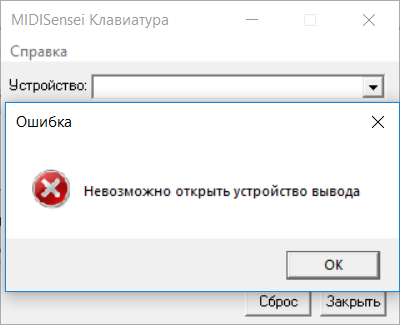 MIDISensei Клавиатура
Справка
Устройство:
Ошибка
Невозможно открыть устройство вывода
OK
Сброс
Закрыть